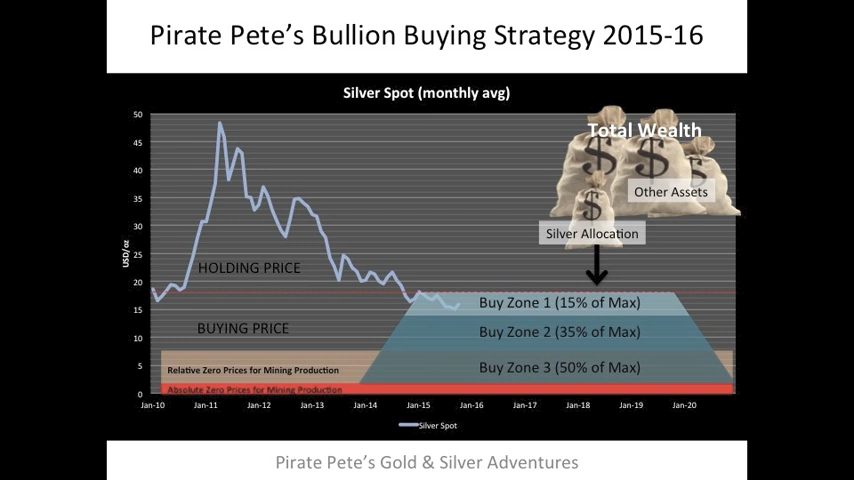 Pirate Pete's Bullion Buying Strategy 2015-16
Silver Spot (monthly avg)
50
45
40
35
30
25
20
15
10
5
0
USD/oz
Total Wealth
$
$
$
Other Assets
$
Silver Allocation
HOLDING PRICE
BUYING PRICE
Buy Zone 1 (15% of Max)
Buy Zone 2 (35% of Max)
Buy Zone 3 (50% of Max)
Relative Zero Prices for Mining Production
Absolute Zero Prices for Mining Production
Jan-10 Jan-11 Jan-12 Jan-13 Jan-14 Jan-15 Jan-16 Jan-17 Jan-18 Jan-19 Jan-20
Silver Spot
Pirate Pete's Gold & Silver Adventures